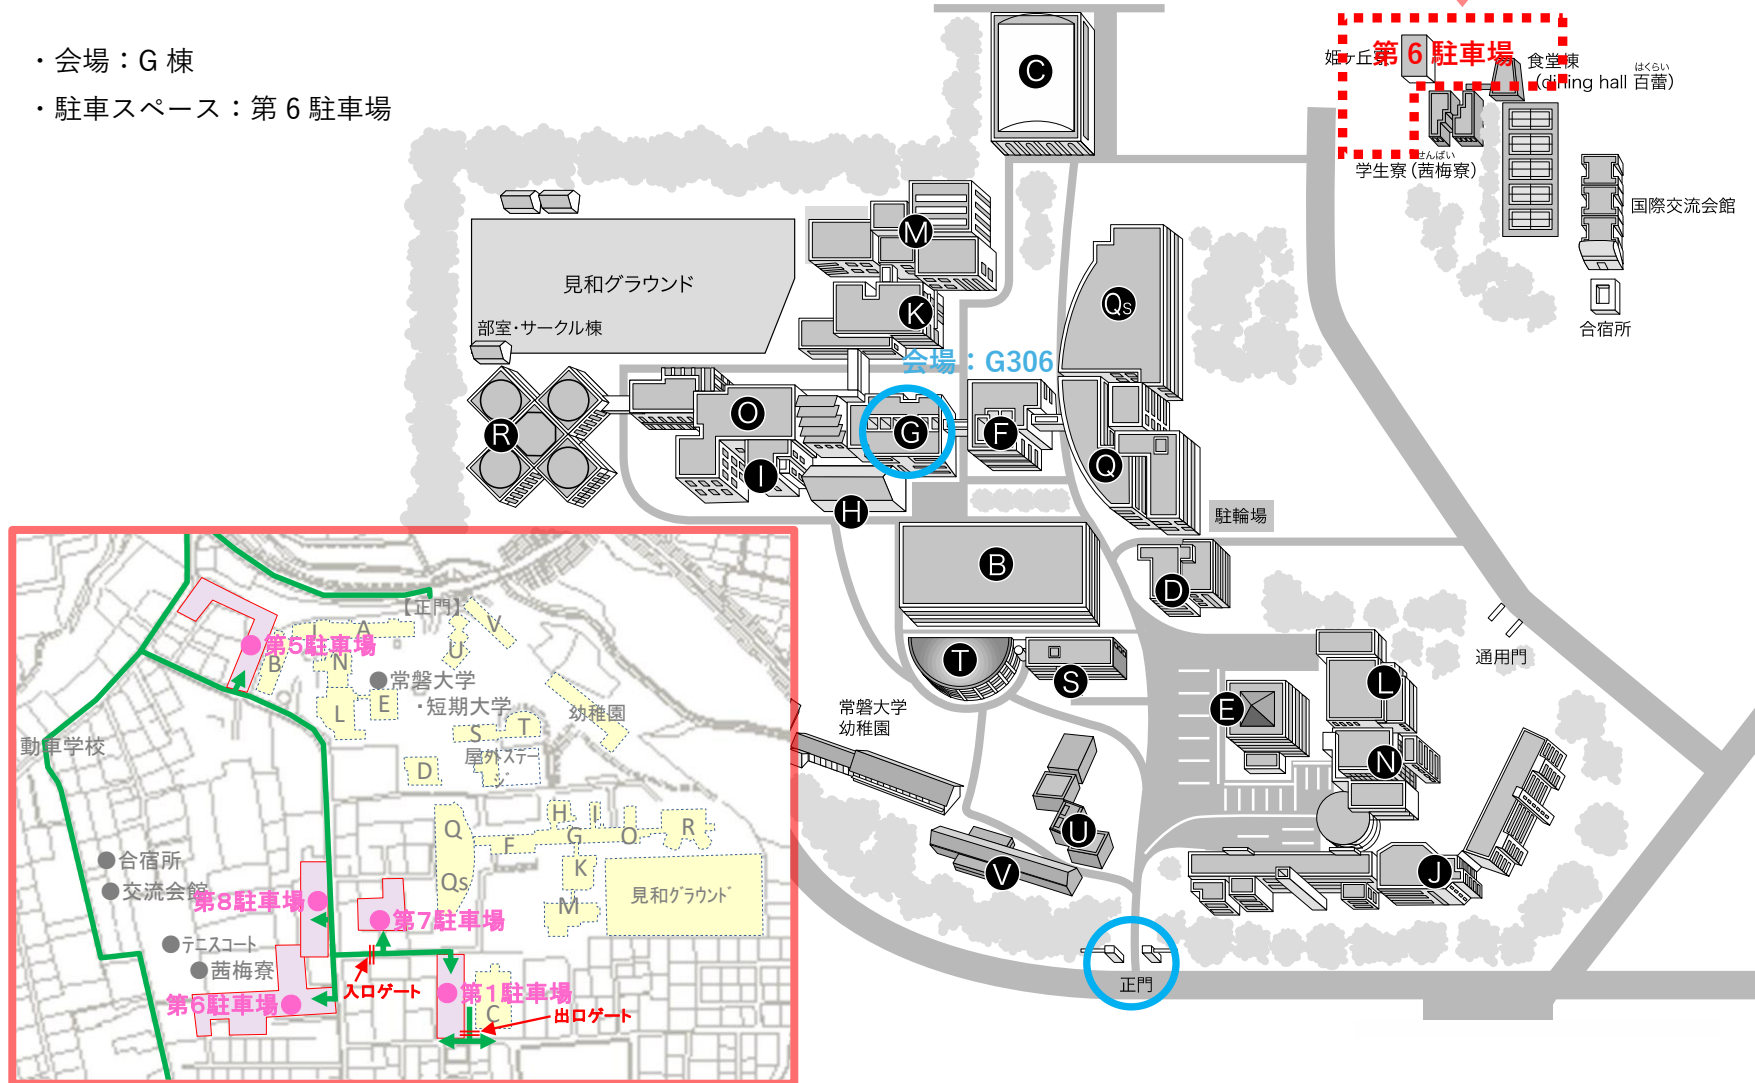 ・会場：G 棟
・駐車スペース：第 6 駐車場
C
姫ヶ丘寮
第 6 駐車場
食堂棟
はくらい
(dining hall 百蕾)
せんばい
学生寮(茜梅寮)
国際交流会館
合宿所
M
見和グラウンド
K
Qs
部室・サークル棟
会場：G306
R
O
G
F
I
Q
H
駐輪場
B
D
T
S
通用門
常磐大学
幼稚園
E
L
N
U
V
J
正門
【正門】
V
A
第5駐車場
B
N
U
常磐大学
・短期大学
L
E
幼稚園
S
T
動車学校
屋外ステー
ジ
D
Q
H
I
G
O
R
F
合宿所
K
交流会館
Qs
見和グラウンド
第8駐車場
M
第7駐車場
テニスコート
茜梅寮
入口ゲート
第6駐車場
第1駐車場
C
出口ゲート